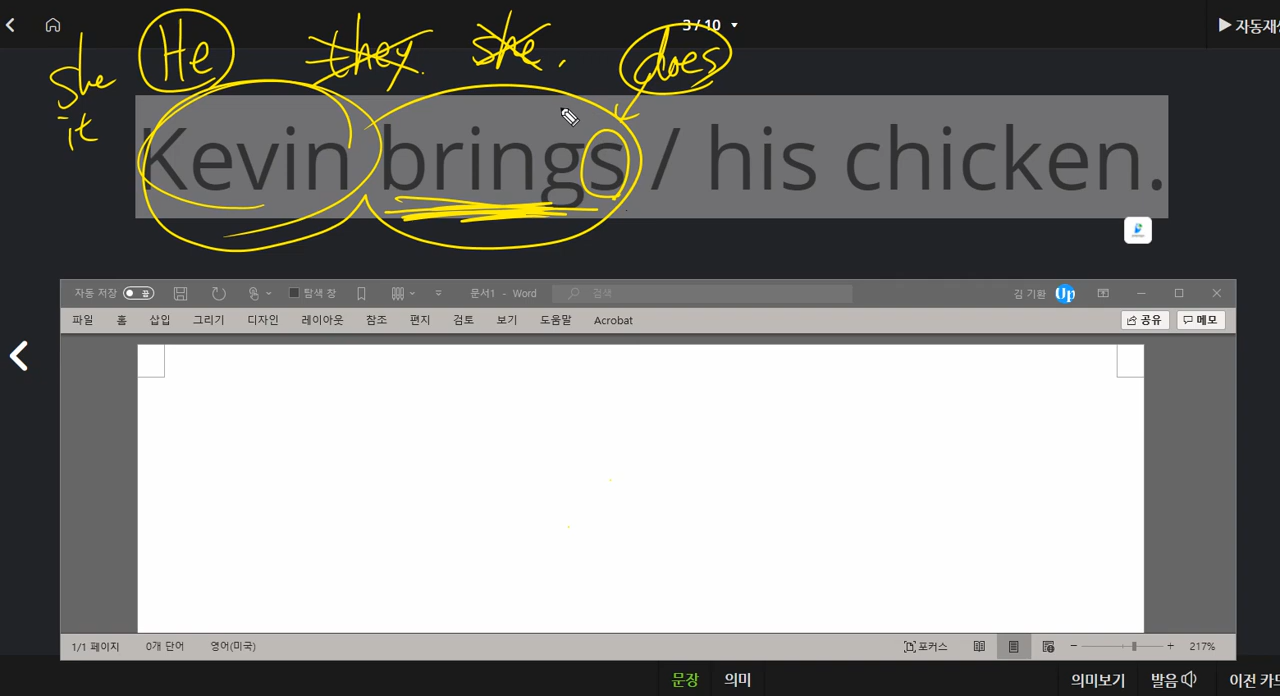 3 / 10 ▶ 자동재생
She He they. she. does
it
Kevin brings / his chicken.
자동 저장 끔 탐색 창 문서1 - Word 검색 김 기환 Up
파일 홈 삽입 그리기 디자인 레이아웃 참조 편지 검토 보기 도움말 Acrobat 공유 메모
1/1 페이지 0개 단어 영어(미국) 포커스 217%
문장 의미 의미보기 발음 이전 카드